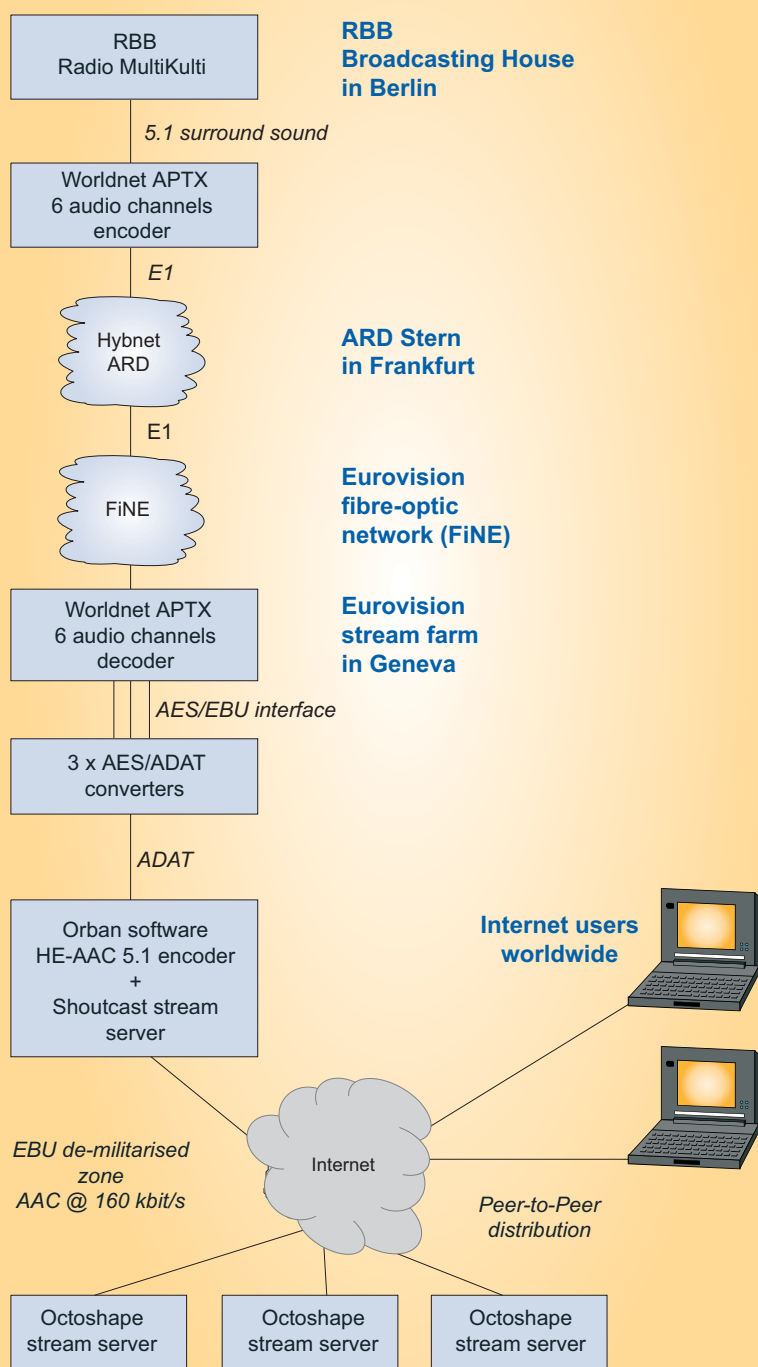 RBB
Radio MultiKulti
RBB
Broadcasting House
in Berlin
5.1 surround sound
Worldnet APTX
6 audio channels
encoder
E1
Hybnet
ARD
ARD Stern
in Frankfurt
E1
FiNE
Eurovision
fibre-optic
network (FiNE)
Worldnet APTX
6 audio channels
decoder
Eurovision
stream farm
in Geneva
AES/EBU interface
3 x AES/ADAT
converters
ADAT
Orban software
HE-AAC 5.1 encoder
+
Shoutcast stream
server
Internet users
worldwide
EBU de-militarised
zone
AAC @ 160 kbit/s
Internet
Peer-to-Peer
distribution
Octoshape
stream server
Octoshape
stream server
Octoshape
stream server